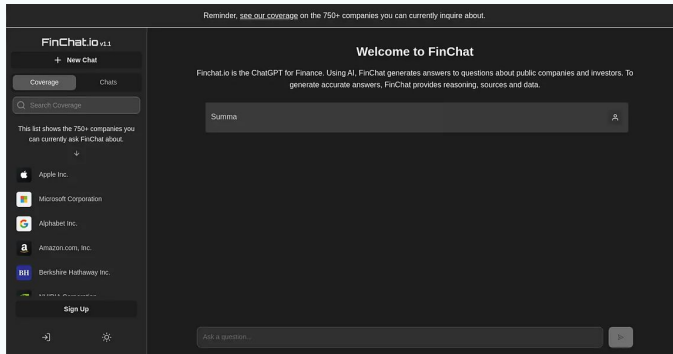 Reminder, see our coverage on the 750+ companies you can currently inquire about.
FinChat.io v1.1
+ New Chat
Coverage
Chats
Search Coverage
This list shows the 750+ companies you
can currently ask FinChat about.
Apple Inc.
Microsoft Corporation
Alphabet Inc.
Amazon.com, Inc.
BH
Berkshire Hathaway Inc.
Sign Up
Welcome to FinChat
Finchat.io is the ChatGPT for Finance. Using AI, FinChat generates answers to questions about public companies and investors. To
generate accurate answers, FinChat provides reasoning, sources and data.
Summa
Ask a question...